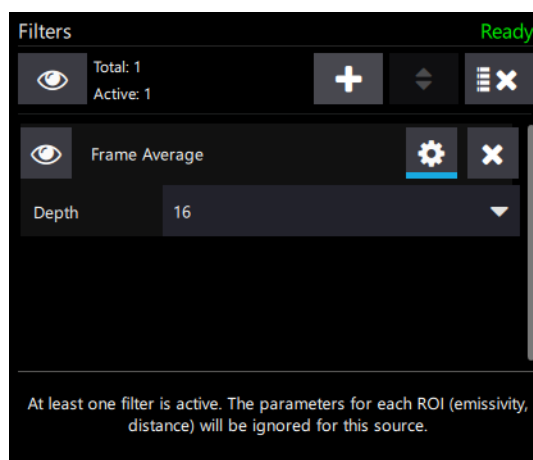 Filters
Ready
Total: 1
Active: 1
Frame Average
Depth
16
At least one filter is active. The parameters for each ROI (emissivity,
distance) will be ignored for this source.